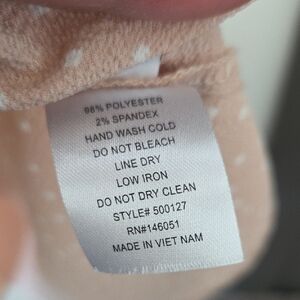 98% POLYESTER
2% SPANDEX
HAND WASH COLD
DO NOT BLEACH
LINE DRY
LOW IRON
DO NOT DRY CLEAN
STYLE# 500127
RN#146051
MADE IN VIET NAM